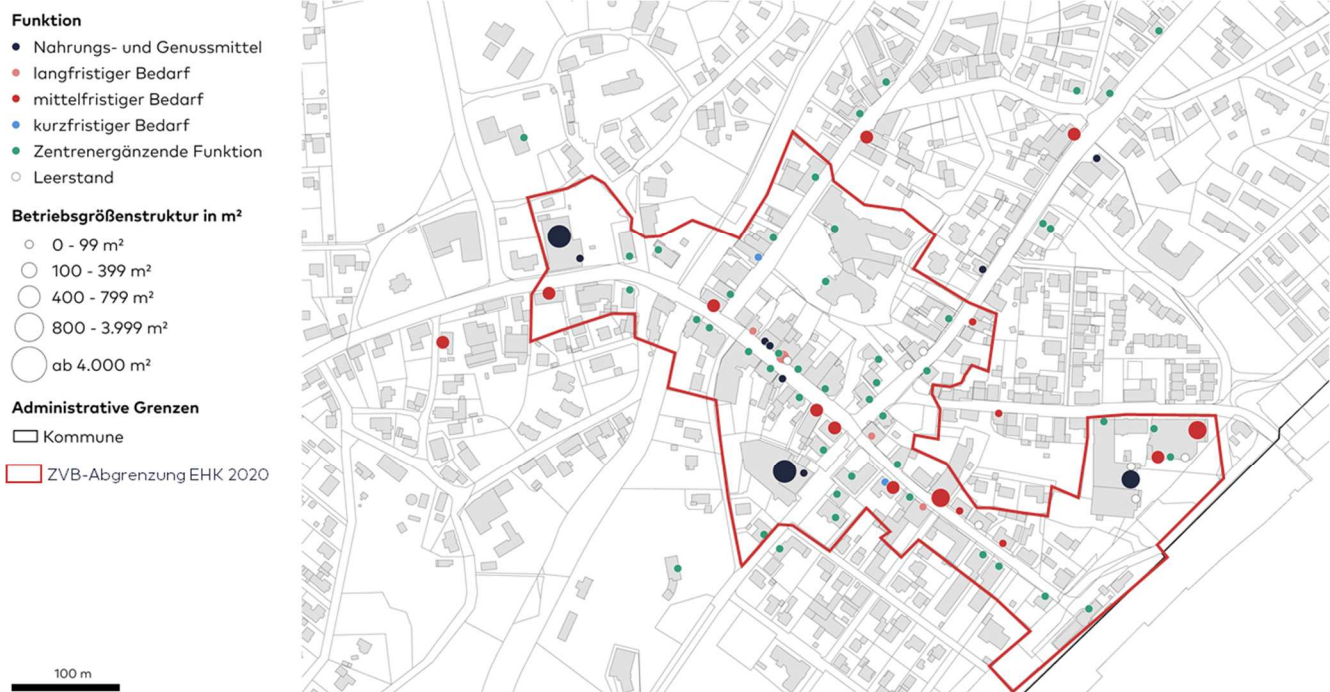 Funktion
Nahrungs- und Genussmittel
langfristiger Bedarf
mittelfristiger Bedarf
kurzfristiger Bedarf
Zentrenergänzende Funktion
Leerstand
Betriebsgrößenstruktur in m²
0 - 99 m²
100 - 399 m²
400 - 799 m²
800 - 3.999 m²
ab 4.000 m²
Administrative Grenzen
Kommune
ZVB-Abgrenzung EHK 2020
100 m